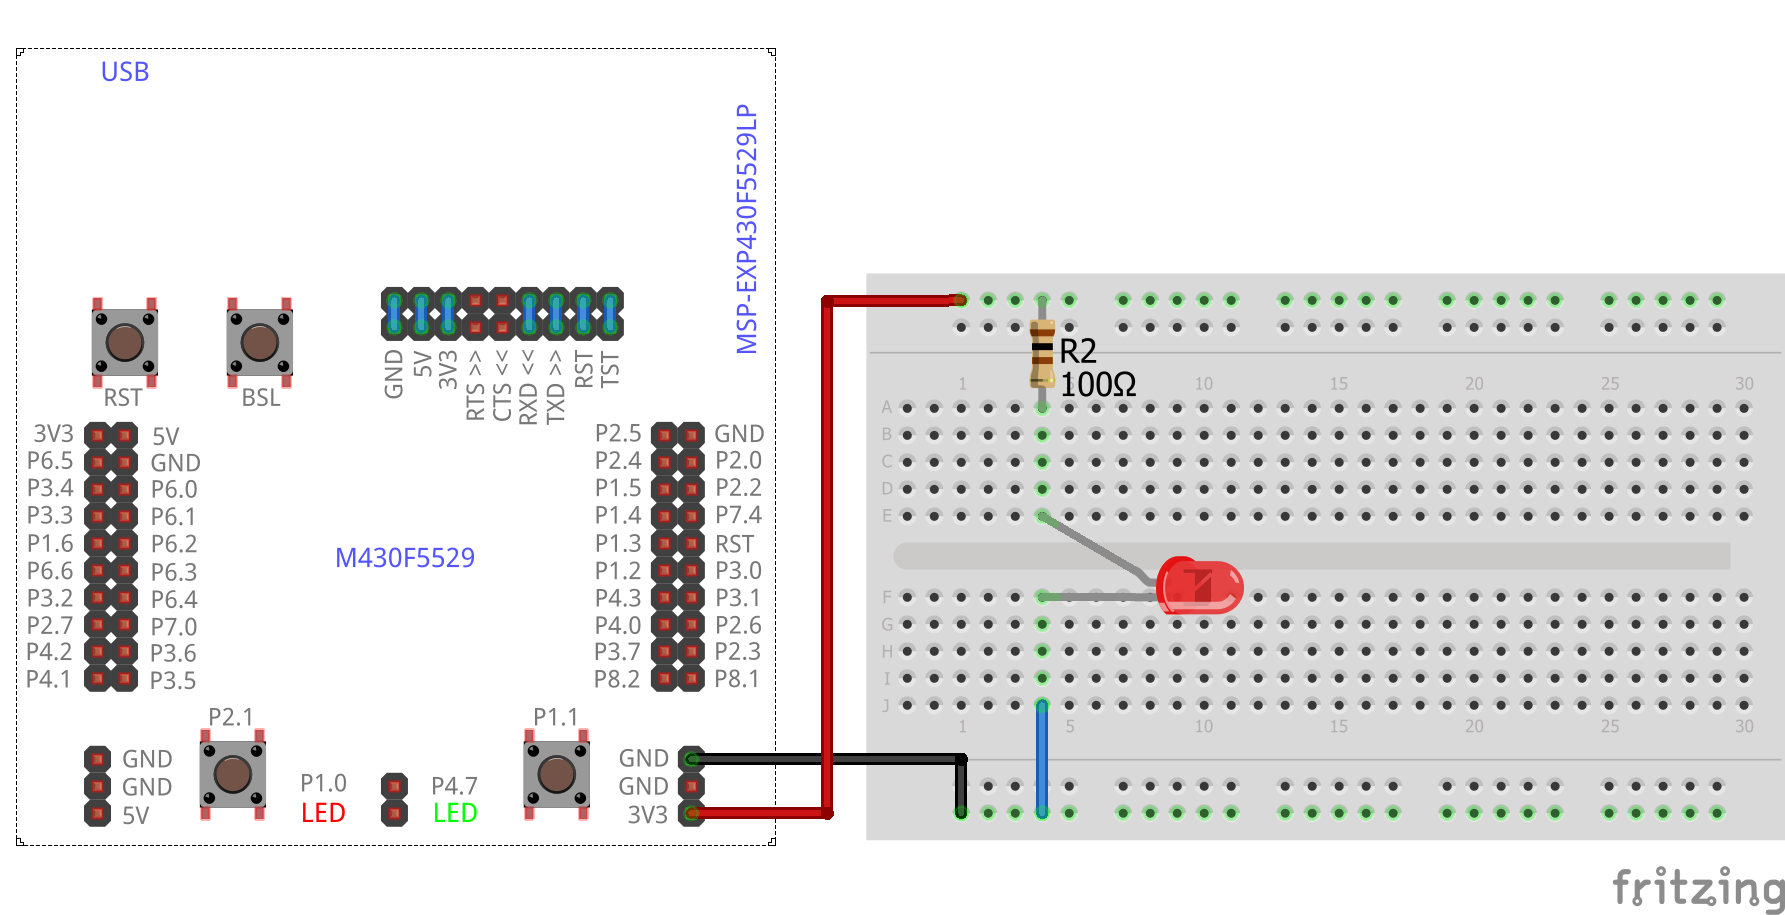 USB
MSP-EXP430F5529LP
RST
BSL
GND
5V
3V3
RTS >>
CTS <<
RXD <<
TXD >>
RST
TST
3V3 5V
P6.5 GND
P3.4 P6.0
P3.3 P6.1
P1.6 P6.2
P6.6 P6.3
P3.2 P6.4
P2.7 P7.0
P4.2 P3.6
P4.1 P3.5
M430F5529
P2.5 GND
P2.4 P2.0
P1.5 P2.2
P1.4 P7.4
P1.3 RST
P1.2 P3.0
P4.3 P3.1
P4.0 P2.6
P3.7 P2.3
P8.2 P8.1
P2.1
P1.1
GND
GND
5V
P1.0
LED
P4.7
LED
GND
GND
3V3
R2
100Ω
1 5 10 15 20 25 30
A
B
C
D
E
F
G
H
I
J
1 5 10 15 20 25 30
fritzing